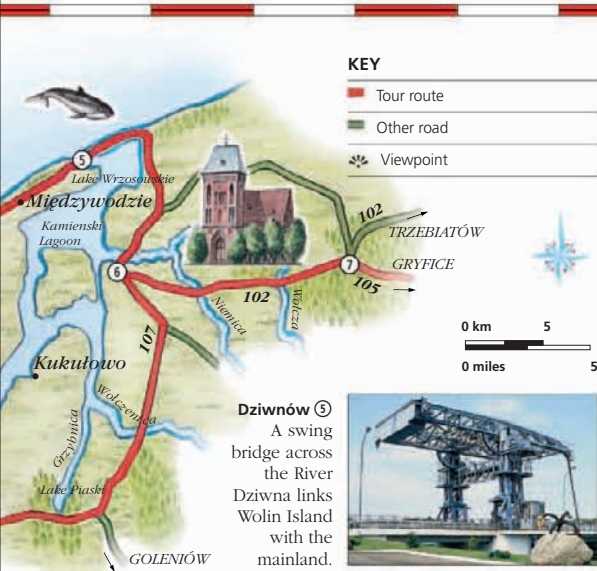 KEY
Tour route
Other road
Viewpoint
5
Lake Wrzosowskie
Międzywodzie
Kamienski
Lagoon
102
TRZEBIATÓW
GRYFICE
7
105
6
102
Niemica
Wołcza
107
0 km 5
0 miles 5
Kukułowo
Wołczenica
Grzybnica
Lake Piaski
GOLENIÓW
Dziwnów 5
A swing
bridge across
the River
Dziwna links
Wolin Island
with the
mainland.